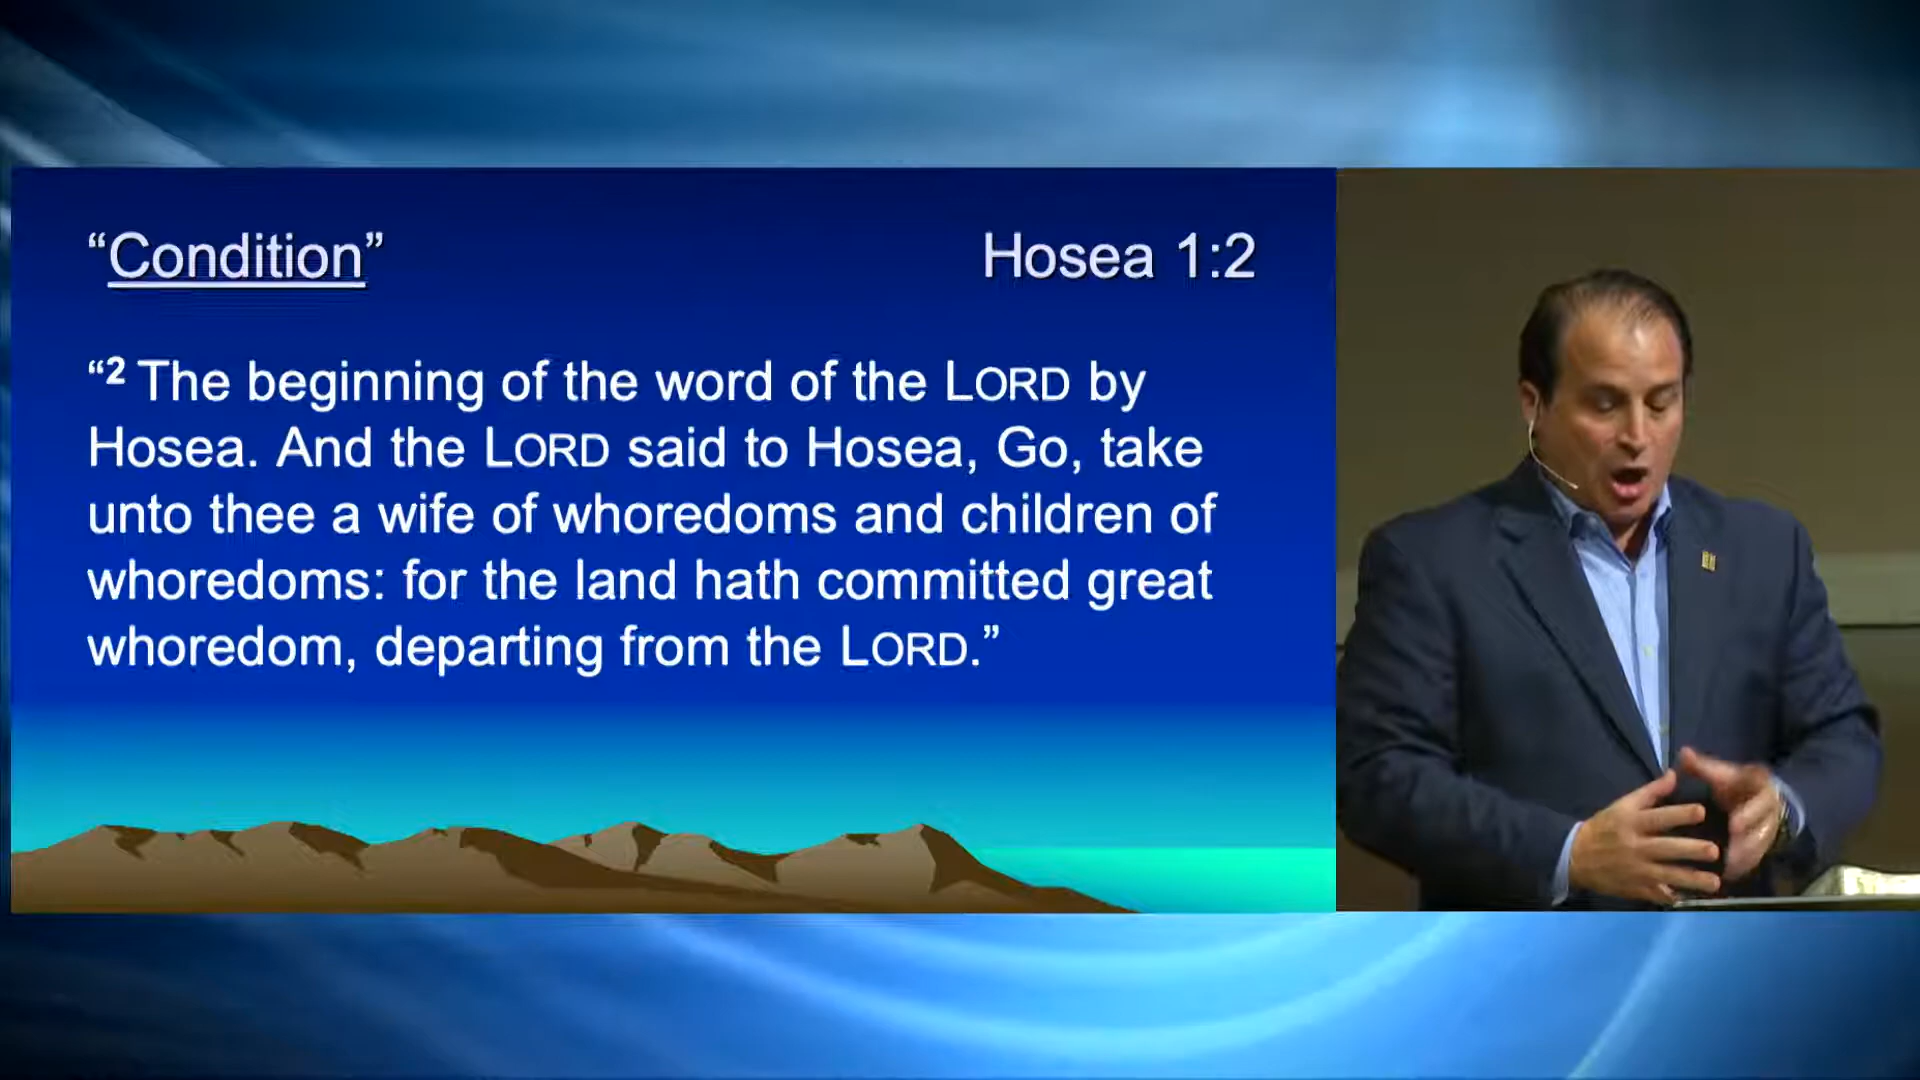 “Condition”
Hosea 1:2
“2 The beginning of the word of the LORD by
Hosea. And the LORD said to Hosea, Go, take
unto thee a wife of whoredoms and children of
whoredoms: for the land hath committed great
whoredom, departing from the LORD.”